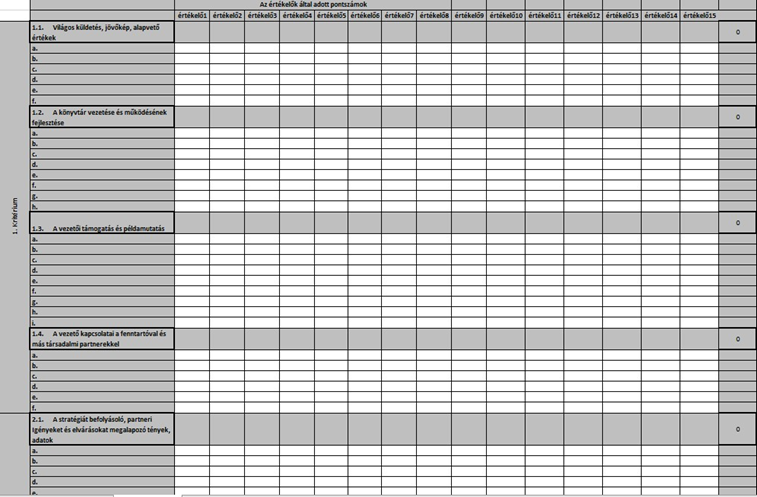 Az értékelők által adott pontszámok
értékelő1 értékelő2 értékelő3 értékelő4 értékelő5 értékelő6 értékelő7 értékelő8 értékelő9 értékelő10 értékelő11 értékelő12 értékelő13 értékelő14 értékelő15
1. Kritérium
1.1. Világos küldetés, jövőkép, alapvető
értékek
0
a.
b.
c.
d.
e.
f.
1.2. A könyvtár vezetése és működésének
fejlesztése
0
a.
b.
c.
d.
e.
f.
g.
h.
1.3. A vezetői támogatás és példamutatás
0
a.
b.
c.
d.
e.
f.
g.
h.
i.
1.4. A vezető kapcsolatai a fenntartóval és
más társadalmi partnerekkel
0
a.
b.
c.
d.
e.
f.
2.1. A stratégiát befolyásoló, partneri
igényeket és elvárásokat megalapozó tények,
adatok
0
a.
b.
c.
d.
e.